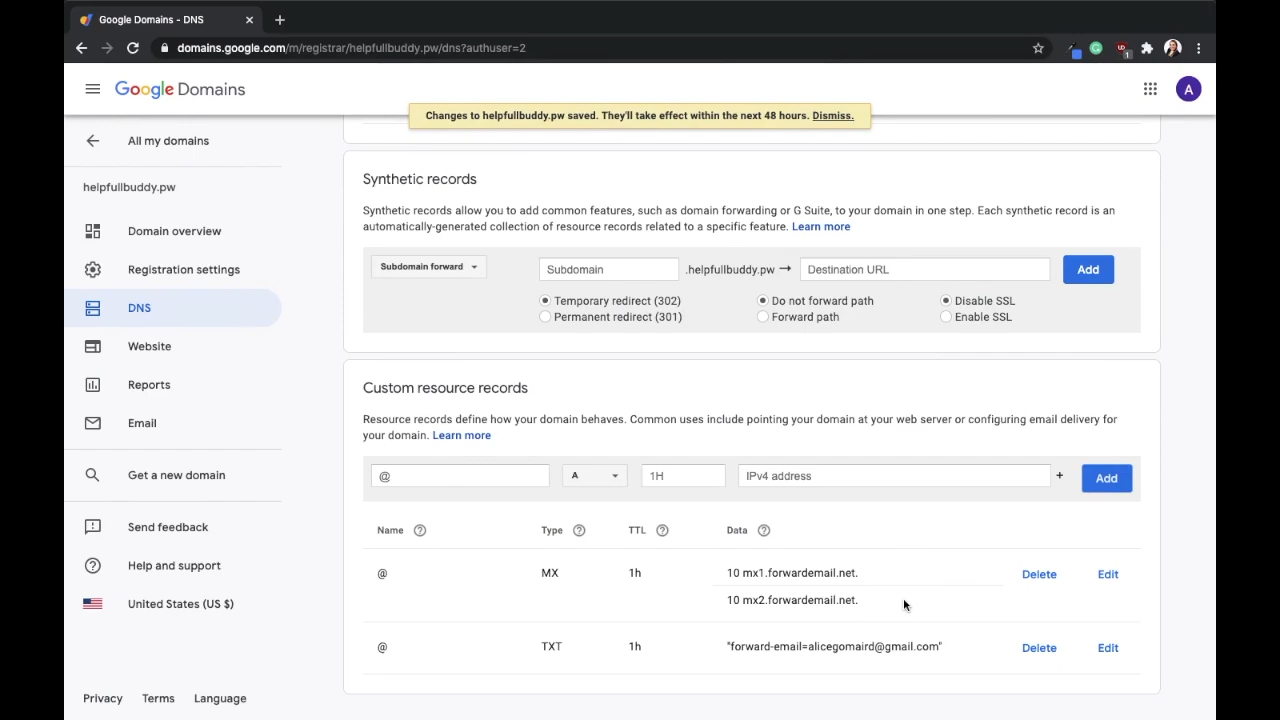 Google Domains - DNS
domains.google.com/m/registrar/helpfullbuddy.pw/dns?authuser=2
1
Google Domains
A
Changes to helpfullbuddy.pw saved. They'll take effect within the next 48 hours. Dismiss.
All my domains
helpfullbuddy.pw
Domain overview
Registration settings
DNS
Website
Reports
Email
Get a new domain
Send feedback
Help and support
United States (US $)
Privacy Terms Language
Synthetic records
Synthetic records allow you to add common features, such as domain forwarding or G Suite, to your domain in one step. Each synthetic record is an
automatically-generated collection of resource records related to a specific feature. Learn more
Subdomain forward Subdomain .helpfullbuddy.pw → Destination URL Add
Temporary redirect (302) Do not forward path Disable SSL
Permanent redirect (301) Forward path Enable SSL
Custom resource records
Resource records define how your domain behaves. Common uses include pointing your domain at your web server or configuring email delivery for
your domain. Learn more
@ A 1H IPv4 address + Add
Name ? Type ? TTL ? Data ?
@ MX 1h 10 mx1.forwardemail.net. Delete Edit
10 mx2.forwardemail.net.
@ TXT 1h "forward-email=alicegomaird@gmail.com" Delete Edit